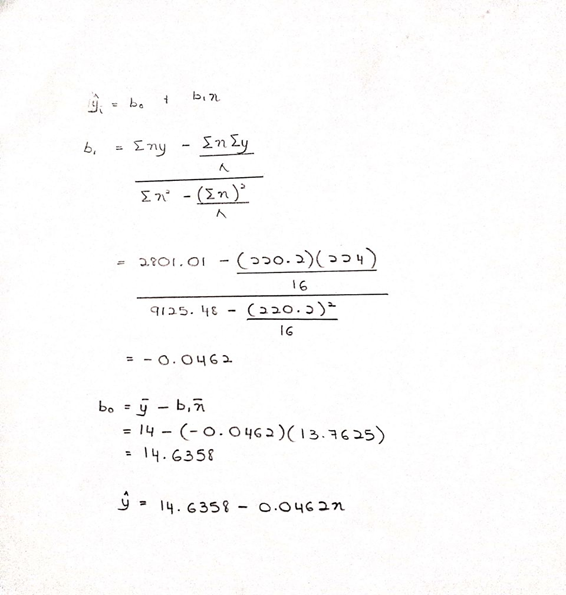 ŷᵢ = b₀ + b₁x
b₁ = Σxy − ΣxΣy
n
Σx² − (Σx)²
n
= 2801.01 − (220.2)(224)
16
9125.48 − (220.2)²
16
= −0.0462
b₀ = ȳ − b₁x̄
= 14 − (−0.0462)(13.7625)
= 14.6358
ŷ = 14.6358 − 0.0462x